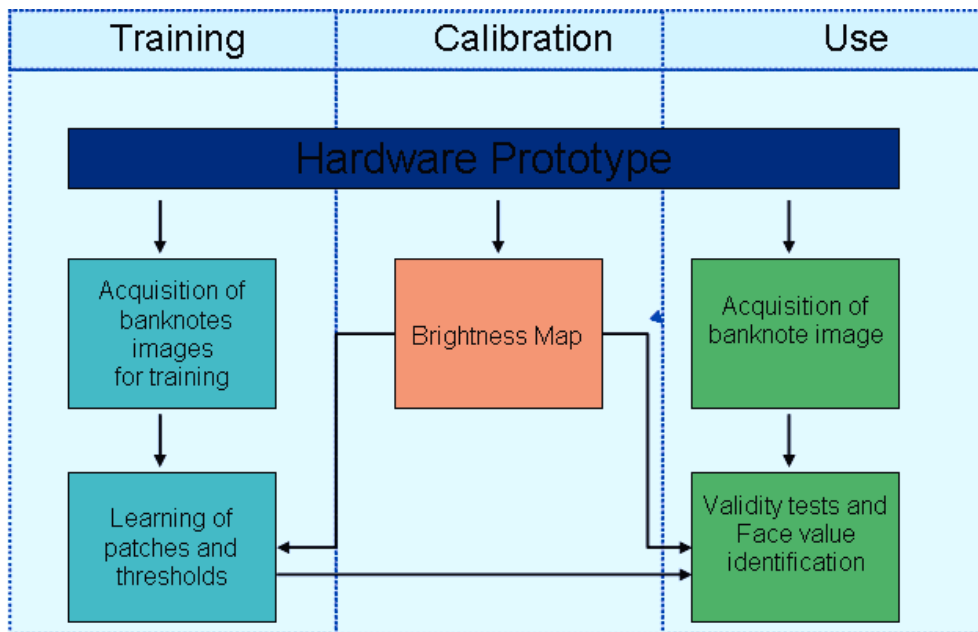 Training
Calibration
Use
Hardware Prototype
Acquisition of
banknotes
images
for training
Brightness Map
Acquisition of
banknote image
Learning of
patches and
thresholds
Validity tests and
Face value
identification